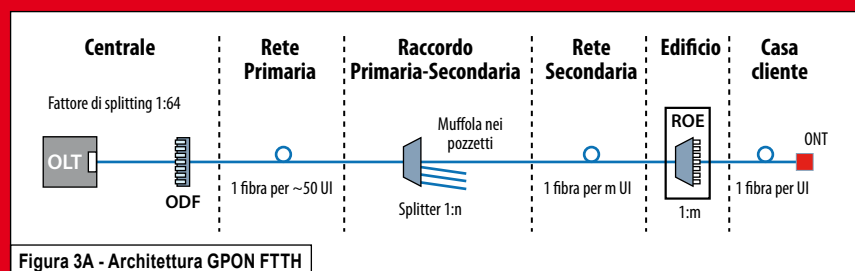 Centrale
Rete
Primaria
Raccordo
Primaria-Secondaria
Rete
Secondaria
Edificio
Casa
cliente
Fattore di splitting 1:64
OLT
ODF
1 fibra per ~50 UI
Muffola nei
pozzetti
Splitter 1:n
1 fibra per m UI
ROE
1:m
ONT
1 fibra per UI
Figura 3A - Architettura GPON FTTH